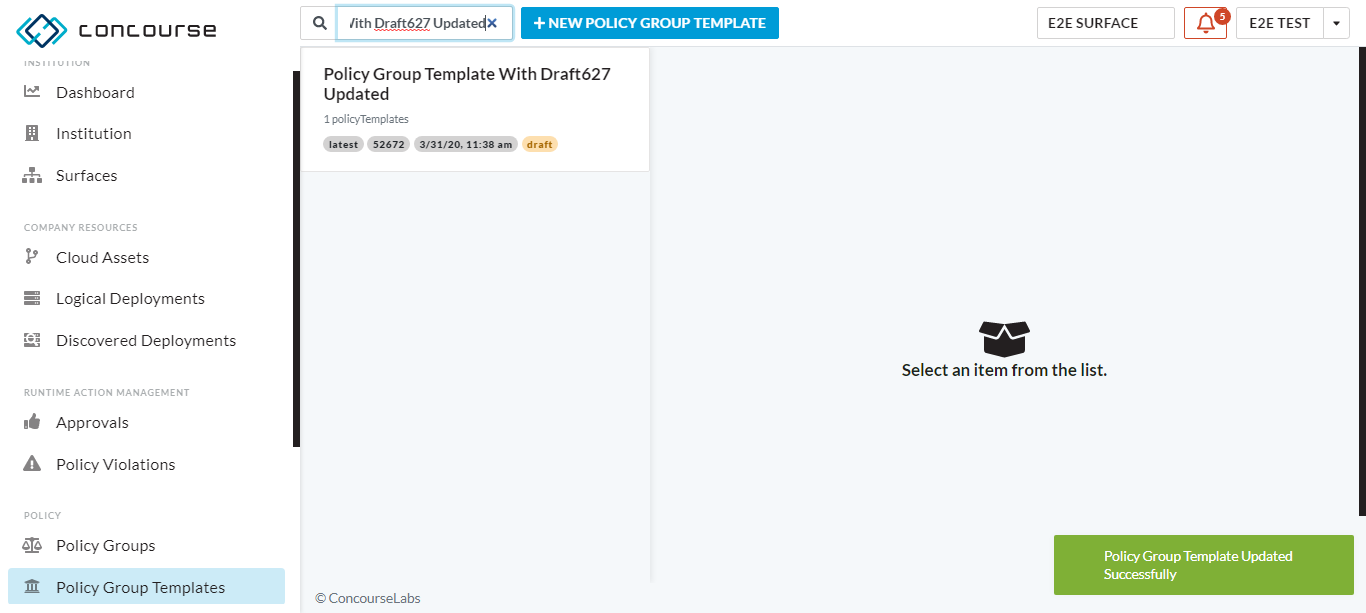 concourse
With Draft627 Updated
+ NEW POLICY GROUP TEMPLATE
E2E SURFACE
5
E2E TEST
INSTITUTION
Dashboard
Institution
Surfaces
COMPANY RESOURCES
Cloud Assets
Logical Deployments
Discovered Deployments
RUNTIME ACTION MANAGEMENT
Approvals
Policy Violations
POLICY
Policy Groups
Policy Group Templates
Policy Group Template With Draft627
Updated
1 policyTemplates
latest 52672 3/31/20, 11:38 am draft
Select an item from the list.
Policy Group Template Updated
Successfully
© ConcourseLabs